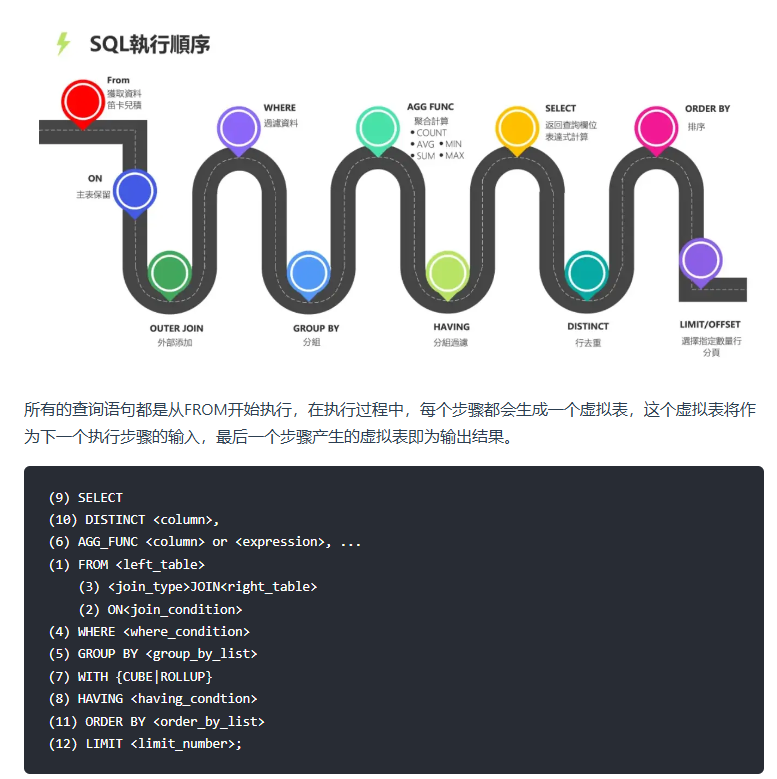 SQL執行順序
From
獲取資料
笛卡兒積
ON
主表保留
OUTER JOIN
外部添加
WHERE
過濾資料
GROUP BY
分組
AGG FUNC
聚合計算
•COUNT
•AVG •MIN
•SUM •MAX
HAVING
分組過濾
SELECT
返回查詢欄位
表達式計算
DISTINCT
行去重
ORDER BY
排序
LIMIT/OFFSET
選擇指定數量行
分頁
所有的查询语句都是从FROM开始执行，在执行过程中，每个步骤都会生成一个虚拟表，这个虚拟表将作
为下一个执行步骤的输入，最后一个步骤产生的虚拟表即为输出结果。
(9) SELECT
(10) DISTINCT <column>,
(6) AGG_FUNC <column> or <expression>, ...
(1) FROM <left_table>
(3) <join_type>JOIN<right_table>
(2) ON<join_condition>
(4) WHERE <where_condition>
(5) GROUP BY <group_by_list>
(7) WITH {CUBE|ROLLUP}
(8) HAVING <having_condtion>
(11) ORDER BY <order_by_list>
(12) LIMIT <limit_number>;